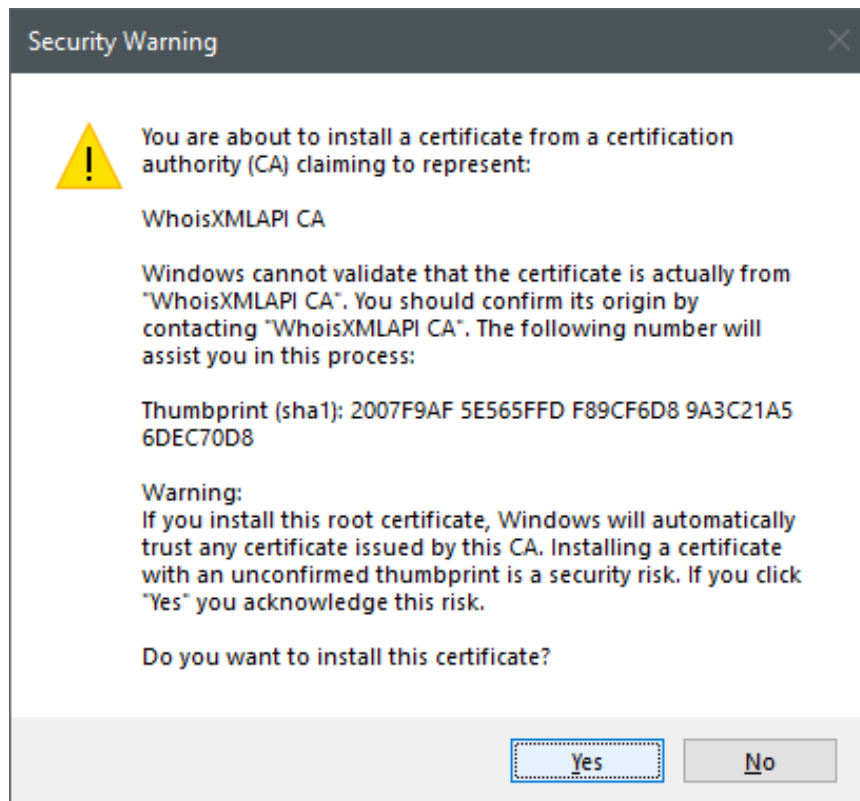 Security Warning
You are about to install a certificate from a certification
authority (CA) claiming to represent:
WhoisXMLAPI CA
Windows cannot validate that the certificate is actually from
"WhoisXMLAPI CA". You should confirm its origin by
contacting "WhoisXMLAPI CA". The following number will
assist you in this process:
Thumbprint (sha1): 2007F9AF 5E565FFD F89CF6D8 9A3C21A5
6DEC70D8
Warning:
If you install this root certificate, Windows will automatically
trust any certificate issued by this CA. Installing a certificate
with an unconfirmed thumbprint is a security risk. If you click
"Yes" you acknowledge this risk.
Do you want to install this certificate?
Yes No